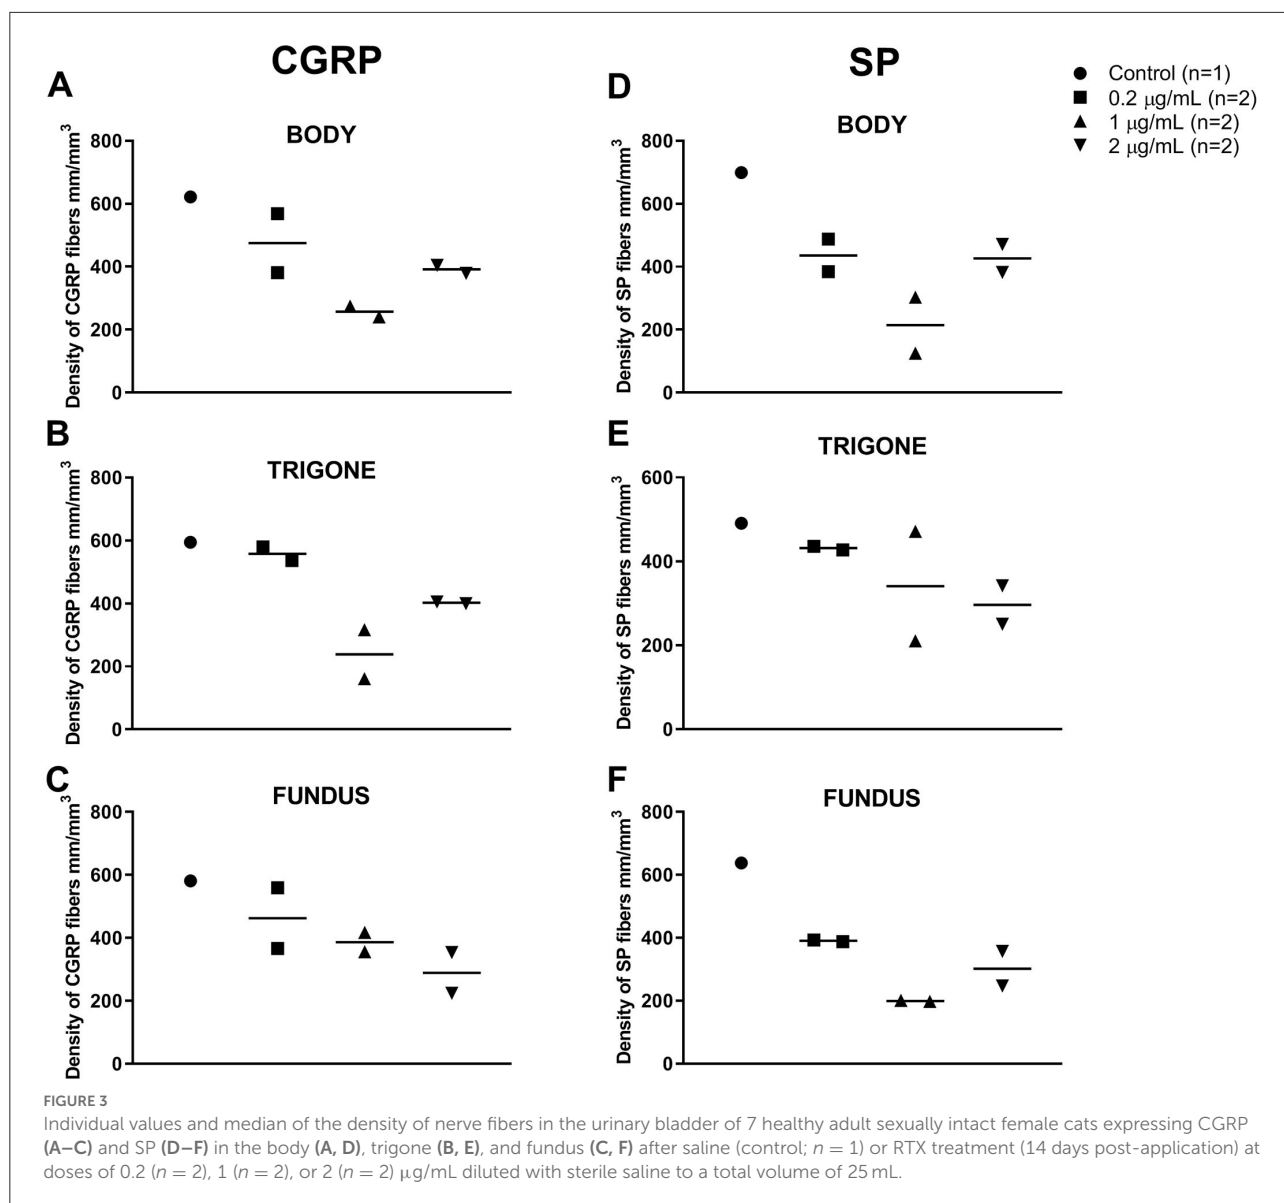 CGRP
SP
Control (n=1)
0.2 μg/mL (n=2)
1 μg/mL (n=2)
2 μg/mL (n=2)
A
BODY
Density of CGRP fibers mm/mm³
800
600
400
200
0
D
BODY
Density of SP fibers mm/mm³
800
600
400
200
0
B
TRIGONE
Density of CGRP fibers mm/mm³
800
600
400
200
0
E
TRIGONE
Density of SP fibers mm/mm³
600
400
200
0
C
FUNDUS
Density of CGRP fibers mm/mm³
800
600
400
200
0
F
FUNDUS
Density of SP fibers mm/mm³
800
600
400
200
0
FIGURE 3
Individual values and median of the density of nerve fibers in the urinary bladder of 7 healthy adult sexually intact female cats expressing CGRP
(A–C) and SP (D–F) in the body (A, D), trigone (B, E), and fundus (C, F) after saline (control; n = 1) or RTX treatment (14 days post-application) at
doses of 0.2 (n = 2), 1 (n = 2), or 2 (n = 2) μg/mL diluted with sterile saline to a total volume of 25 mL.